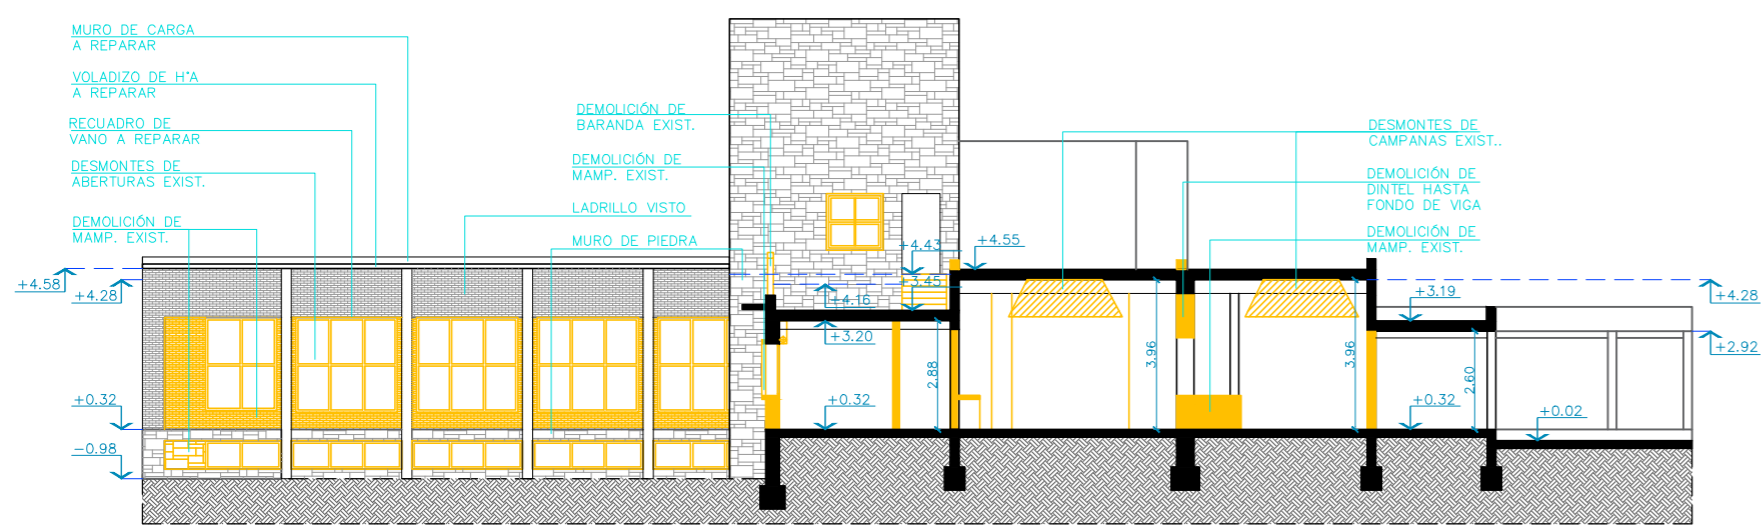 MURO DE CARGA
A REPARAR
VOLADIZO DE H°A
A REPARAR
RECUADRO DE
VANO A REPARAR
DESMONTES DE
ABERTURAS EXIST.
DEMOLICIÓN DE
MAMP. EXIST.
DEMOLICIÓN DE
BARANDA EXIST.
DEMOLICIÓN DE
MAMP. EXIST.
LADRILLO VISTO
MURO DE PIEDRA
DESMONTES DE
CAMPANAS EXIST..
DEMOLICIÓN DE
DINTEL HASTA
FONDO DE VIGA
DEMOLICIÓN DE
MAMP. EXIST.
+4.58
+4.28
+0.32
-0.98
+4.43
+4.55
+3.45
+4.16
+3.20
2.88
+0.32
3.96
3.96
+3.19
+0.32
2.60
+0.02
+4.28
+2.92